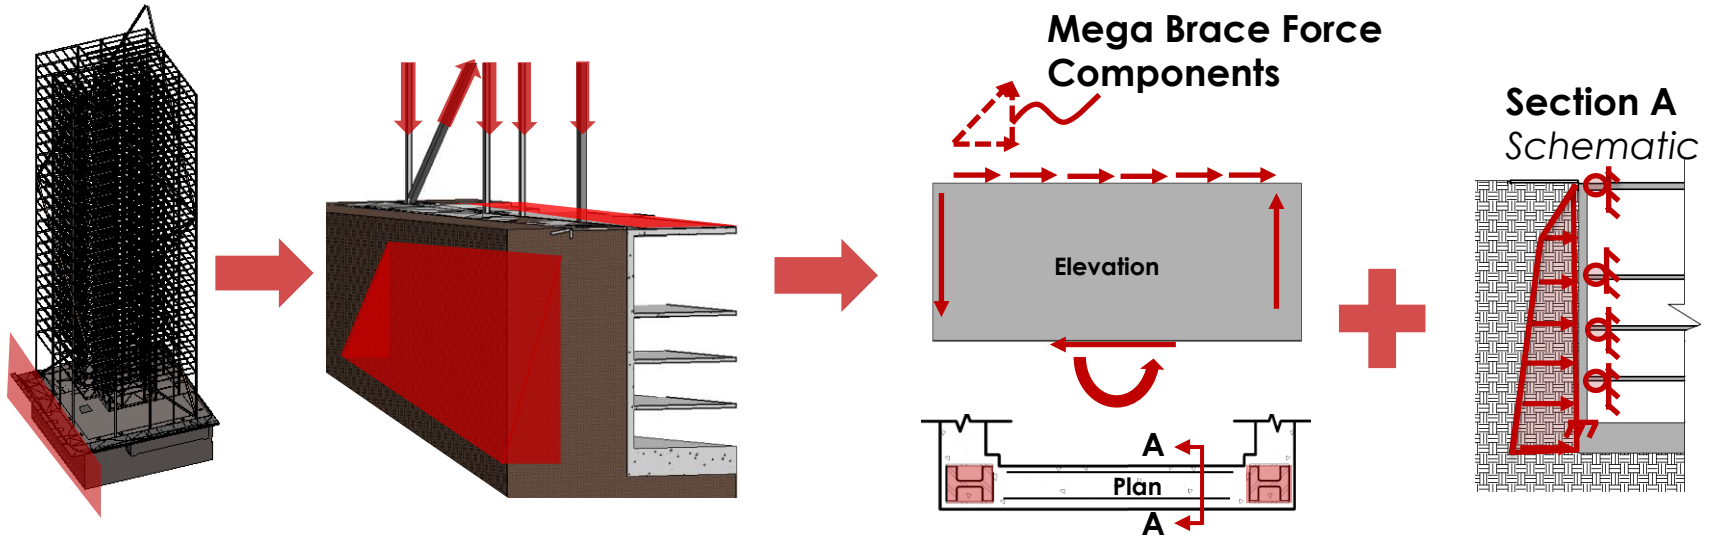 Mega Brace Force
Components
Section A
Schematic
Elevation
A
Plan
A